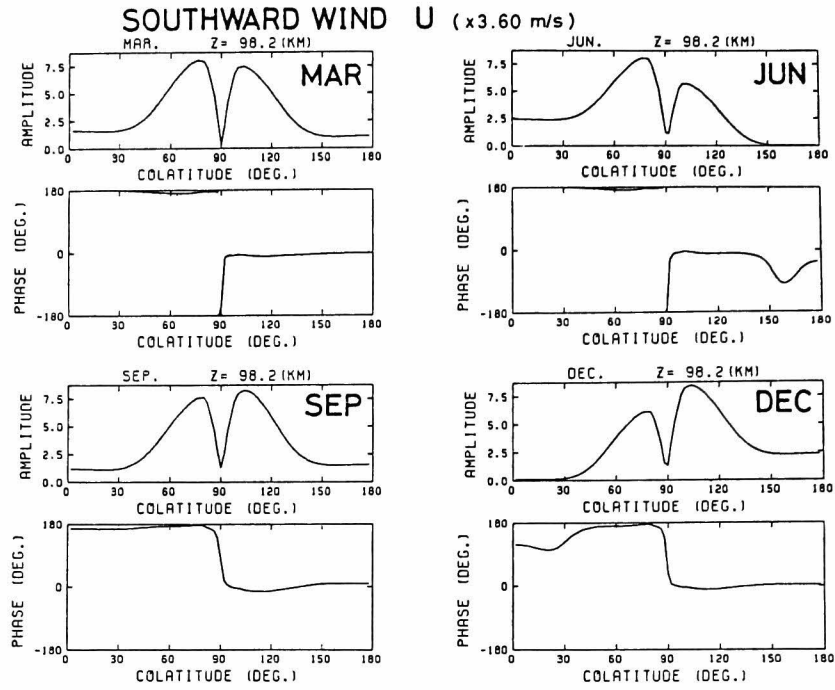 SOUTHWARD WIND U (x3.60 m/s)
MAR. Z= 98.2(KM)
MAR
AMPLITUDE
7.5
5.0
2.5
0.0
0 30 60 90 120 150 180
COLATITUDE (DEG.)
PHASE (DEG.)
180
0
-180
0 30 60 90 120 150 180
COLATITUDE (DEG.)
JUN. Z= 98.2(KM)
JUN
AMPLITUDE
7.5
5.0
2.5
0.0
0 30 60 90 120 150 180
COLATITUDE (DEG.)
PHASE (DEG.)
180
0
-180
0 30 60 90 120 150 180
COLATITUDE (DEG.)
SEP. Z= 98.2(KM)
SEP
AMPLITUDE
7.5
5.0
2.5
0.0
0 30 60 90 120 150 180
COLATITUDE (DEG.)
PHASE (DEG.)
180
0
-180
0 30 60 90 120 150 180
COLATITUDE (DEG.)
DEC. Z= 98.2(KM)
DEC
AMPLITUDE
7.5
5.0
2.5
0.0
0 30 60 90 120 150 180
COLATITUDE (DEG.)
PHASE (DEG.)
180
0
-180
0 30 60 90 120 150 180
COLATITUDE (DEG.)